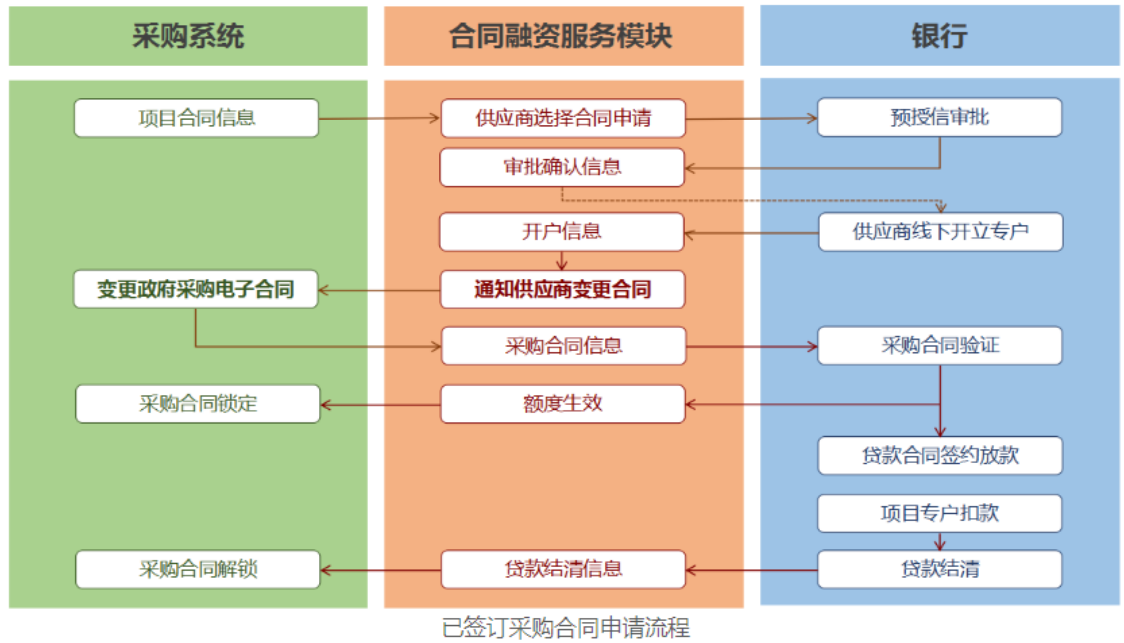 采购系统
合同融资服务模块
银行
项目合同信息
供应商选择合同申请
预授信审批
审批确认信息
开户信息
供应商线下开立专户
变更政府采购电子合同
通知供应商变更合同
采购合同信息
采购合同验证
采购合同锁定
额度生效
贷款合同签约放款
项目专户扣款
采购合同解锁
贷款结清信息
贷款结清
已签订采购合同申请流程